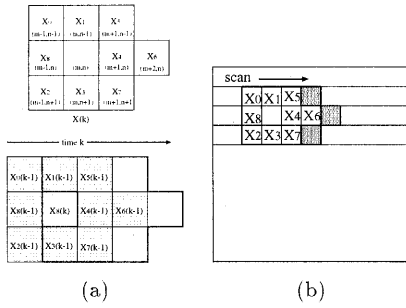 X0 X1 X5
(m-1,n-1) (m,n-1) (m+1,n-1)
X8 X4 X6
(m-1,n) (m,n) (m+1,n) (m+2,n)
X2 X3 X7
(m-1,n+1) (m,n+1) (m+1,n+1
X(k)
time k
X0(k-1) X1(k-1) X5(k-1)
X8(k-1) X8(k) X4(k-1) X6(k-1)
X2(k-1) X3(k-1) X7(k-1)
(a)
scan
X0 X1 X5
X8 X4 X6
X2 X3 X7
(b)